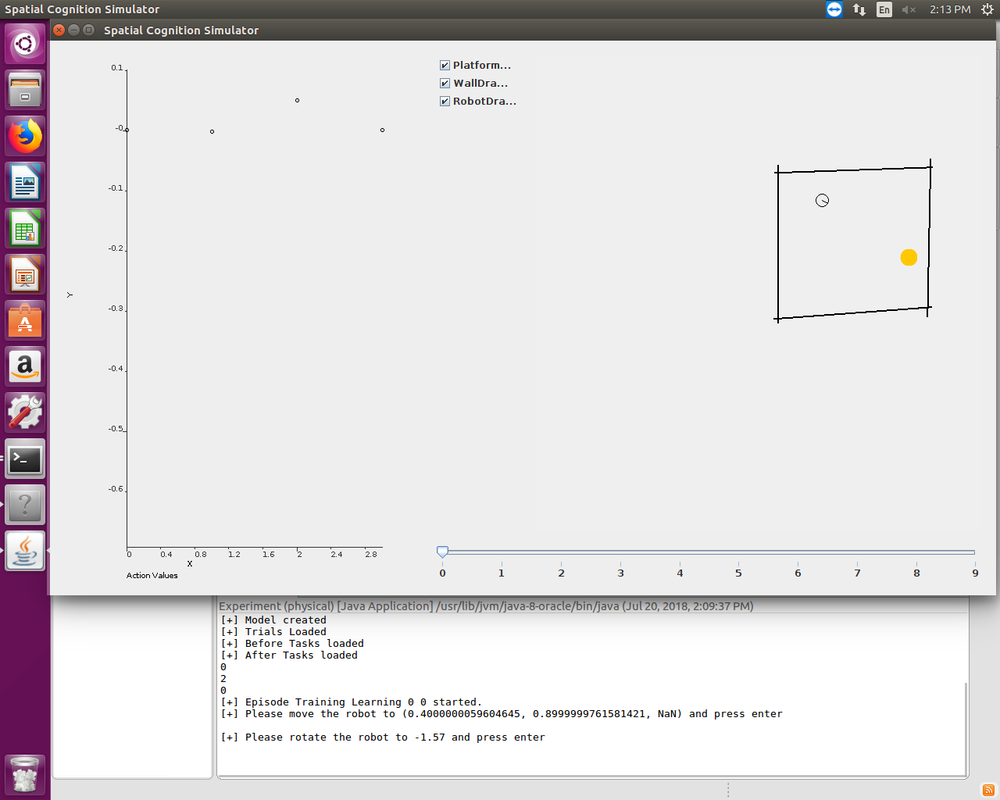 Spatial Cognition Simulator
En
2:13 PM
Spatial Cognition Simulator
Platform...
WallDra...
RobotDra...
0.1
-0
-0.1
-0.2
-0.3
-0.4
-0.5
-0.6
Y
0 0.4 0.8 1.2 1.6 2 2.4 2.8
X
Action Values
0 1 2 3 4 5 6 7 8 9
Experiment (physical) [Java Application] /usr/lib/jvm/java-8-oracle/bin/java (Jul 20, 2018, 2:09:37 PM)
[+] Model created
[+] Trials Loaded
[+] Before Tasks loaded
[+] After Tasks loaded
0
2
0
[+] Episode Training Learning 0 0 started.
[+] Please move the robot to (0.4000000059604645, 0.8999999761581421, NaN) and press enter
[+] Please rotate the robot to -1.57 and press enter